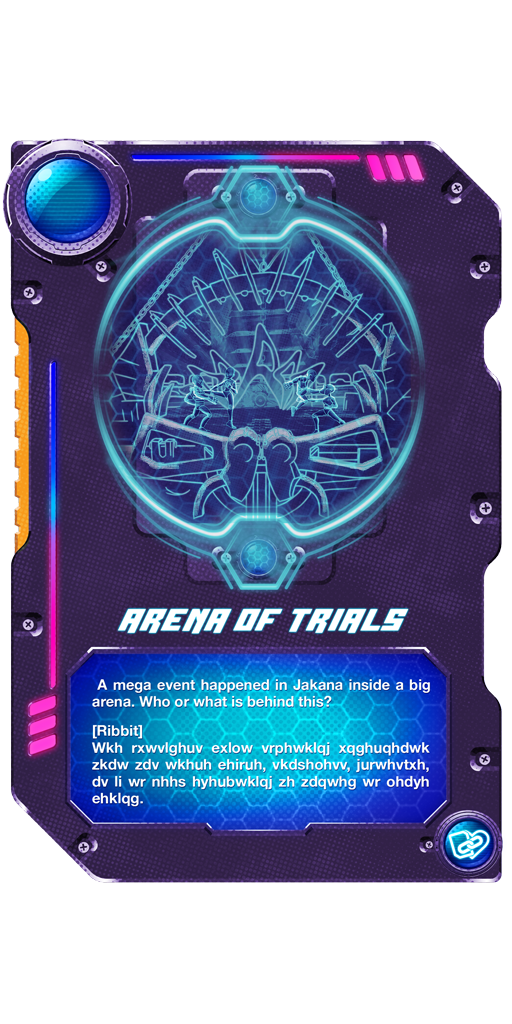 ARENA OF TRIALS
A mega event happened in Jakana inside a big
arena. Who or what is behind this?
[Ribbit]
Wkh rxwvlghuv exlow vrphwklqj xqghuqhdwk
zkdw zdv wkhuh ehiruh, vkdshohvv, jurwhvtxh,
dv li wr nhhs hyhubwklqj zh zdqwhg wr ohdyh
ehklqg.